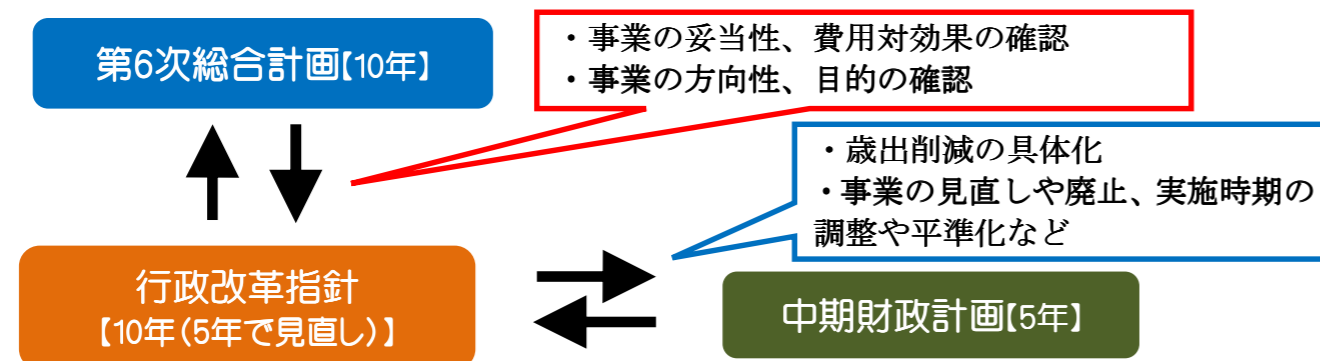 第6次総合計画【10年】
・事業の妥当性、費用対効果の確認
・事業の方向性、目的の確認
・歳出削減の具体化
・事業の見直しや廃止、実施時期の
調整や平準化など
行政改革指針
【10年(5年で見直し)】
中期財政計画【5年】